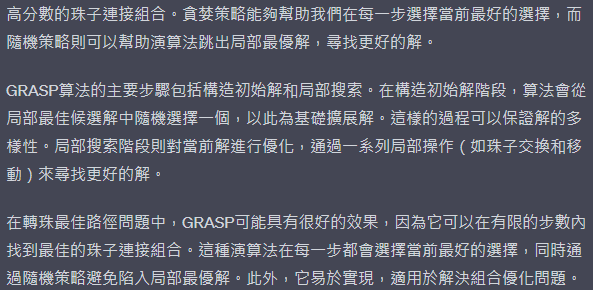 高分數的珠子連接組合。貪婪策略能夠幫助我們在每一步選擇當前最好的選擇，而
隨機策略則可以幫助演算法跳出局部最優解，尋找更好的解。
GRASP算法的主要步驟包括構造初始解和局部搜索。在構造初始解階段，算法會從
局部最佳候選解中隨機選擇一個，以此為基礎擴展解。這樣的過程可以保證解的多
樣性。局部搜索階段則對當前解進行優化，通過一系列局部操作（如珠子交換和移
動）來尋找更好的解。
在轉珠最佳路徑問題中，GRASP可能具有很好的效果，因為它可以在有限的步數內
找到最佳的珠子連接組合。這種演算法在每一步都會選擇當前最好的選擇，同時通
過隨機策略避免陷入局部最優解。此外，它易於實現，適用於解決組合優化問題。